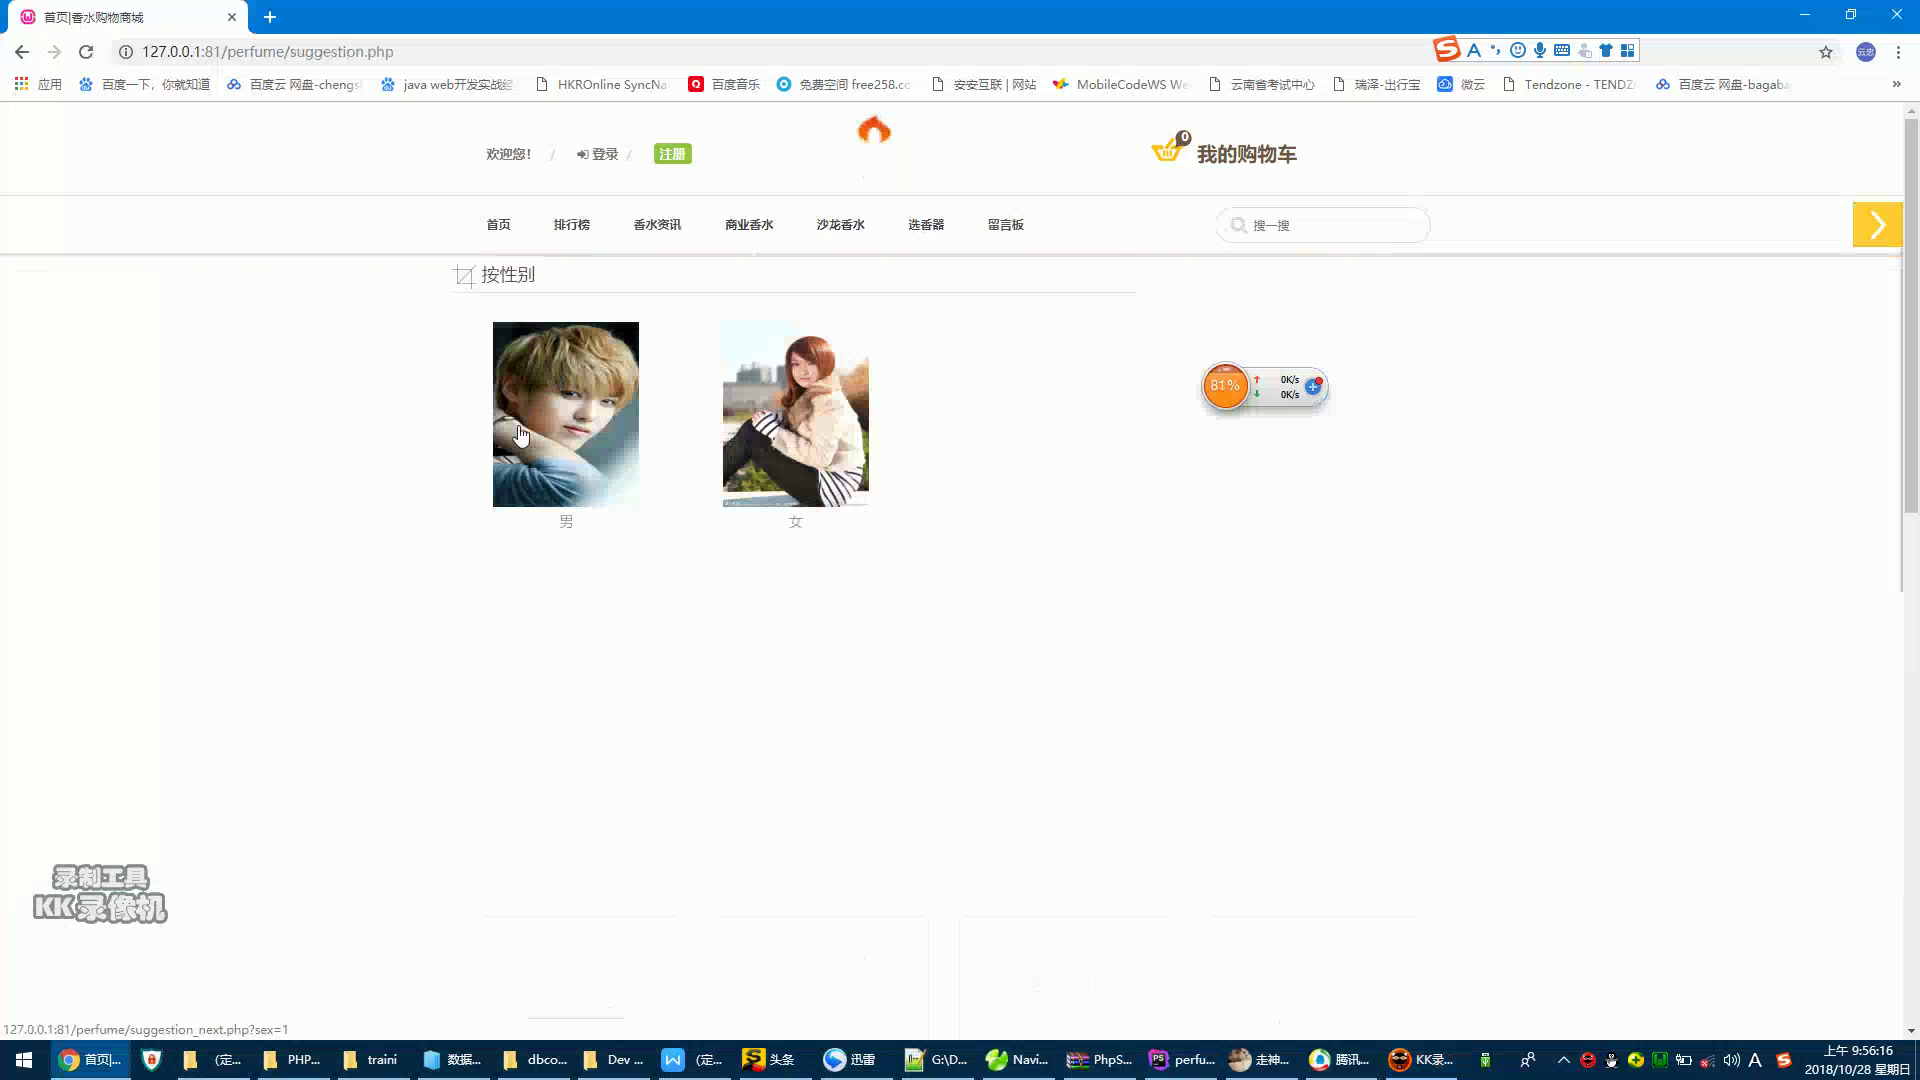 首页|香水购物商城
127.0.0.1:81/perfume/suggestion.php
应用 百度一下，你就知道 百度云 网盘-chengs java web开发实战经 HKROnline SyncNa 百度音乐 免费空间 free258.co 安安互联 | 网站 MobileCodeWS We 云南省考试中心 瑞泽-出行宝 微云 Tendzone - TENDZ 百度云 网盘-bagaba »
欢迎您！ / 登录 / 注册 0 我的购物车
首页 排行榜 香水资讯 商业香水 沙龙香水 选香器 留言板 搜一搜
按性别
81% 0K/s
0K/s
男 女
录制工具
KK录像机
127.0.0.1:81/perfume/suggestion_next.php?sex=1
首页|... (定... PHP... traini 数据... dbco... Dev ... (定... 头条 迅雷 G:\D... Navi... PhpS... perfu... 走神... 腾讯... KK录... 上午 9:56:16
2018/10/28 星期日